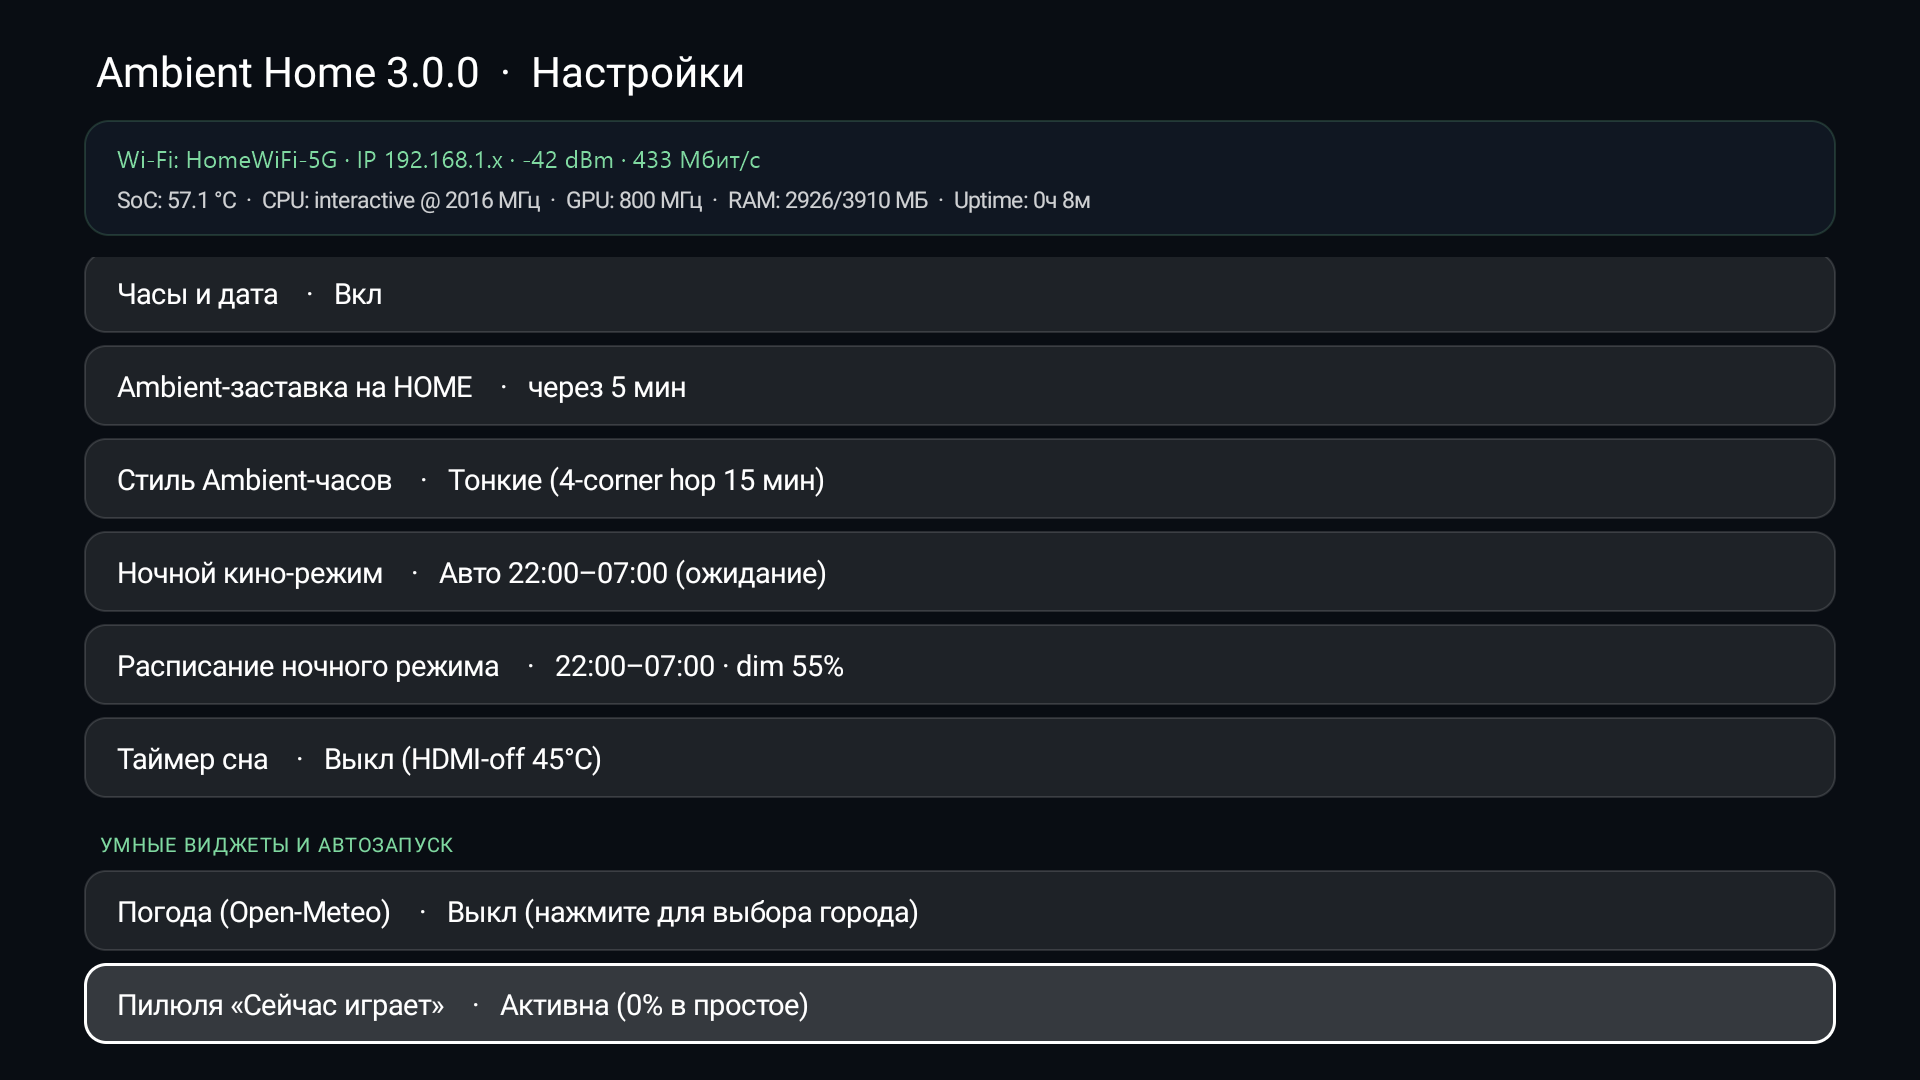 Ambient Home 3.0.0 · Настройки
Wi-Fi: HomeWiFi-5G · IP 192.168.1.x · -42 dBm · 433 Мбит/с
SoC: 57.1 °C · CPU: interactive @ 2016 МГц · GPU: 800 МГц · RAM: 2926/3910 МБ · Uptime: 0ч 8м
Часы и дата · Вкл
Ambient-заставка на HOME · через 5 мин
Стиль Ambient-часов · Тонкие (4-corner hop 15 мин)
Ночной кино-режим · Авто 22:00–07:00 (ожидание)
Расписание ночного режима · 22:00–07:00 · dim 55%
Таймер сна · Выкл (HDMI-off 45°C)
УМНЫЕ ВИДЖЕТЫ И АВТОЗАПУСК
Погода (Open-Meteo) · Выкл (нажмите для выбора города)
Пилюля «Сейчас играет» · Активна (0% в простое)